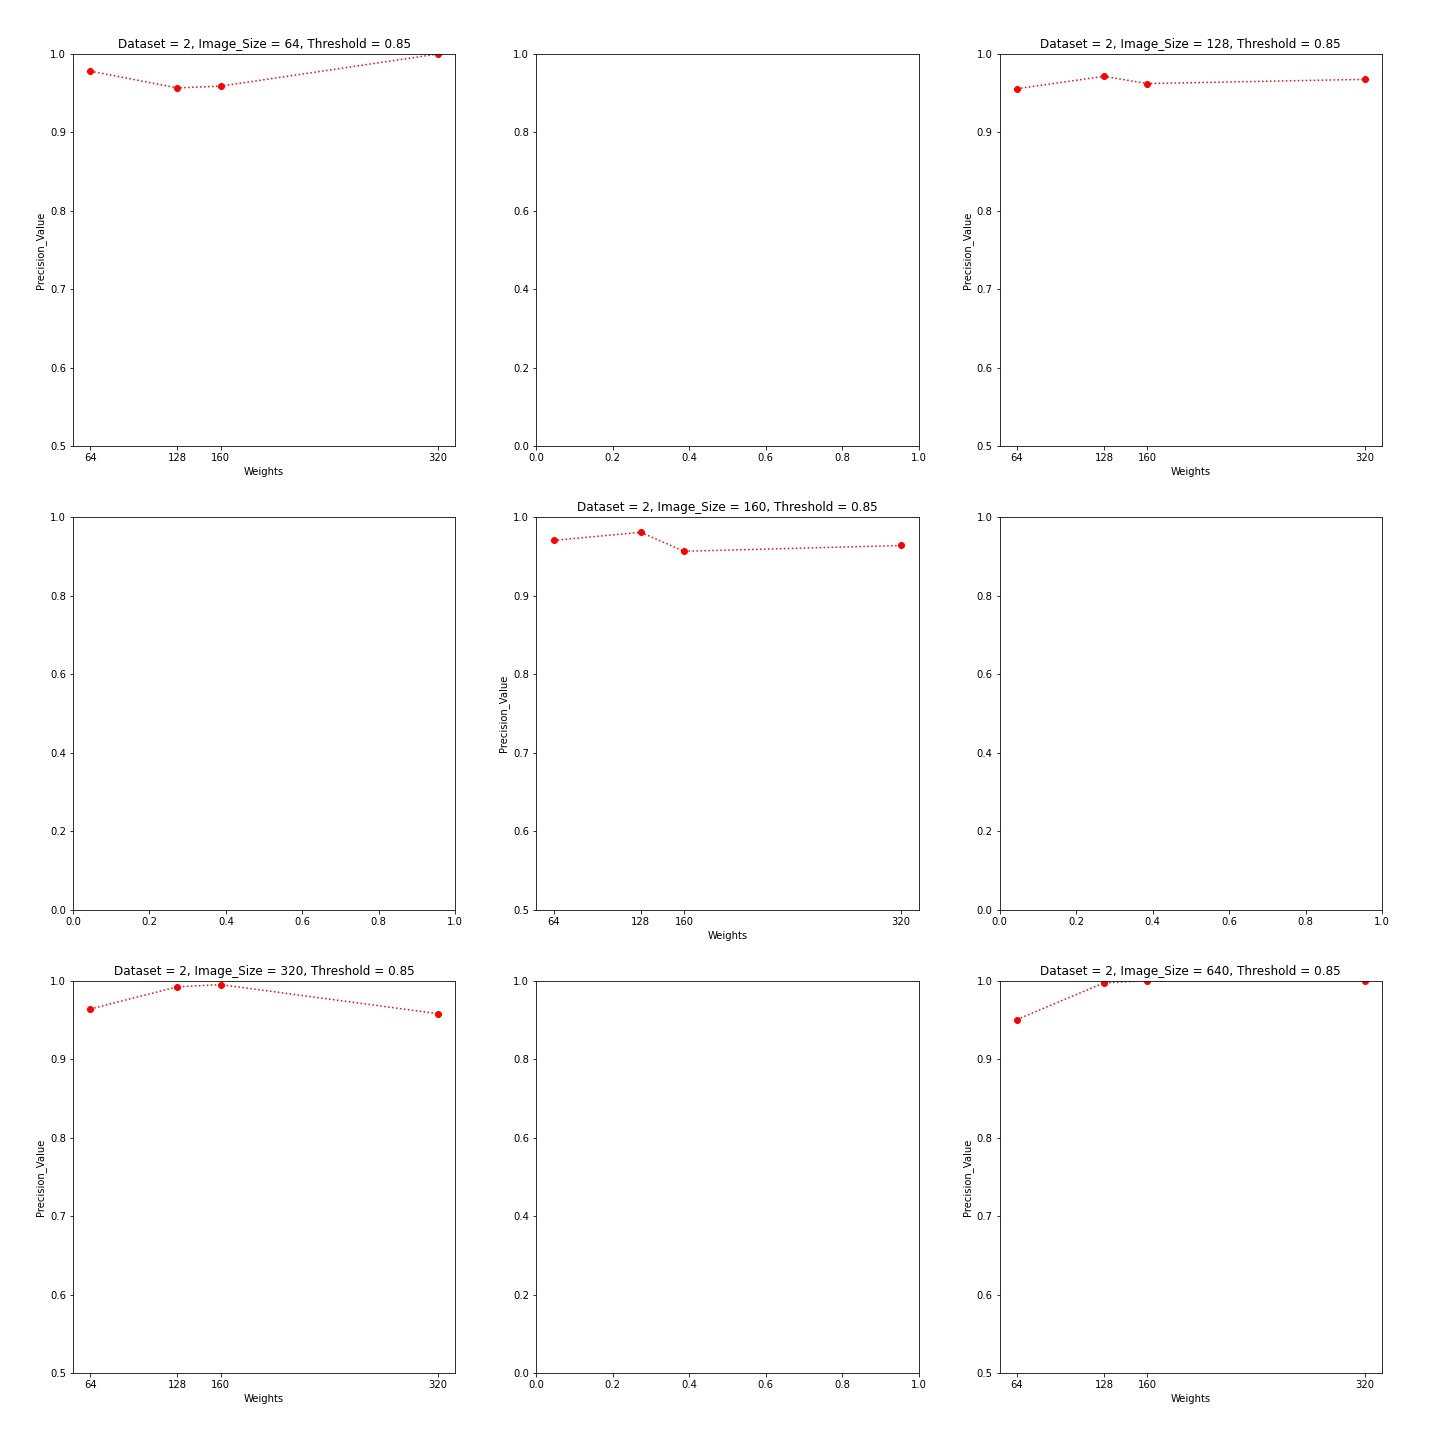 Dataset = 2, Image_Size = 64, Threshold = 0.85
1.0
0.9
0.8
0.7
0.6
0.5
Precision_Value
64 128 160 320
Weights
1.0
0.8
0.6
0.4
0.2
0.0
0.0 0.2 0.4 0.6 0.8 1.0
Dataset = 2, Image_Size = 128, Threshold = 0.85
1.0
0.9
0.8
0.7
0.6
0.5
Precision_Value
64 128 160 320
Weights
1.0
0.8
0.6
0.4
0.2
0.0
0.0 0.2 0.4 0.6 0.8 1.0
Dataset = 2, Image_Size = 160, Threshold = 0.85
1.0
0.9
0.8
0.7
0.6
0.5
Precision_Value
64 128 160 320
Weights
1.0
0.8
0.6
0.4
0.2
0.0
0.0 0.2 0.4 0.6 0.8 1.0
Dataset = 2, Image_Size = 320, Threshold = 0.85
1.0
0.9
0.8
0.7
0.6
0.5
Precision_Value
64 128 160 320
Weights
1.0
0.8
0.6
0.4
0.2
0.0
0.0 0.2 0.4 0.6 0.8 1.0
Dataset = 2, Image_Size = 640, Threshold = 0.85
1.0
0.9
0.8
0.7
0.6
0.5
Precision_Value
64 128 160 320
Weights